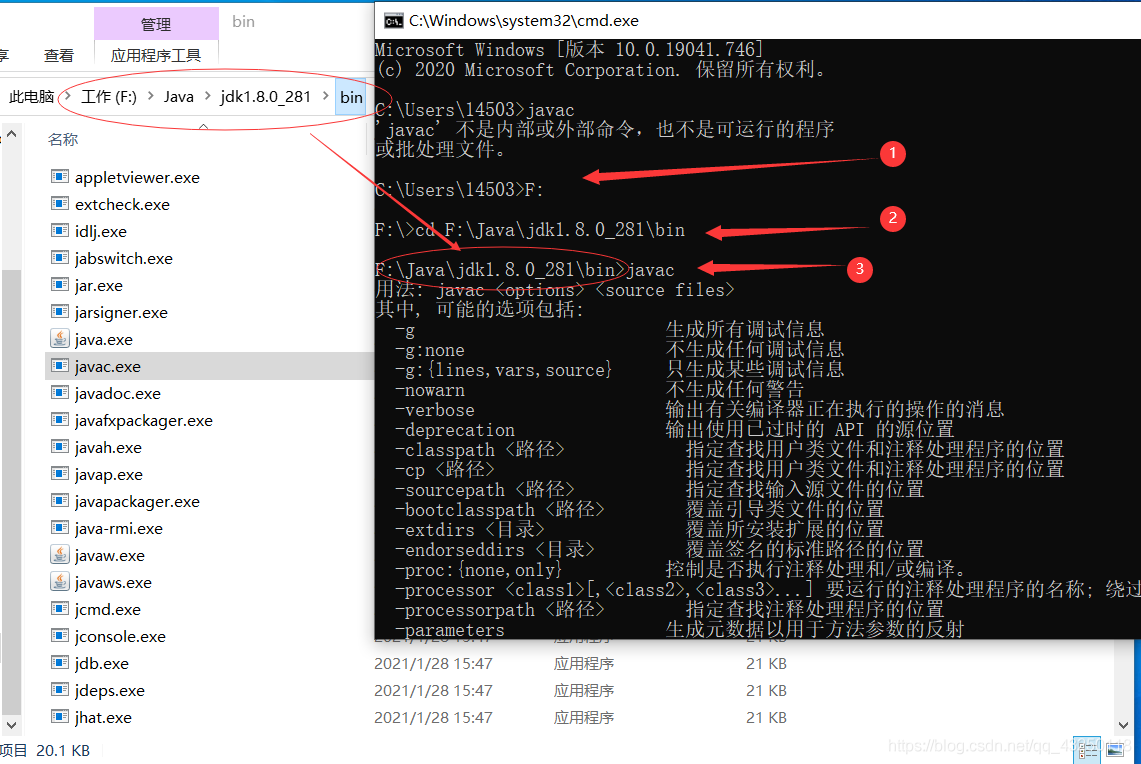 管理
bin
C:\Windows\system32\cmd.exe
享
查看
应用程序工具
此电脑 > 工作 (F:) > Java > jdk1.8.0_281 > bin
名称
appletviewer.exe
extcheck.exe
idlj.exe
jabswitch.exe
jar.exe
jarsigner.exe
java.exe
javac.exe
javadoc.exe
javafxpackager.exe
javah.exe
javap.exe
javapackager.exe
java-rmi.exe
javaw.exe
javaws.exe
jcmd.exe
jconsole.exe
jdb.exe
jdeps.exe
jhat.exe
Microsoft Windows [版本 10.0.19041.746]
(c) 2020 Microsoft Corporation. 保留所有权利。
C:\Users\14503>javac
'javac' 不是内部或外部命令，也不是可运行的程序
或批处理文件。
1
C:\Users\14503>F:
2
F:\>cd F:\Java\jdk1.8.0_281\bin
3
F:\Java\jdk1.8.0_281\bin>javac
用法: javac <options> <source files>
其中, 可能的选项包括:
-g 生成所有调试信息
-g:none 不生成任何调试信息
-g:{lines,vars,source} 只生成某些调试信息
-nowarn 不生成任何警告
-verbose 输出有关编译器正在执行的操作的消息
-deprecation 输出使用已过时的 API 的源位置
-classpath <路径> 指定查找用户类文件和注释处理程序的位置
-cp <路径> 指定查找用户类文件和注释处理程序的位置
-sourcepath <路径> 指定查找输入源文件的位置
-bootclasspath <路径> 覆盖引导类文件的位置
-extdirs <目录> 覆盖所安装扩展的位置
-endorseddirs <目录> 覆盖签名的标准路径的位置
-proc:{none,only} 控制是否执行注释处理和/或编译。
-processor <class1>[,<class2>,<class3>...] 要运行的注释处理程序的名称; 绕过
-processorpath <路径> 指定查找注释处理程序的位置
-parameters 生成元数据以用于方法参数的反射
2021/1/28 15:47 应用程序 21 KB
2021/1/28 15:47 应用程序 21 KB
2021/1/28 15:47 应用程序 21 KB
2021/1/28 15:47 应用程序 21 KB
项目 20.1 KB